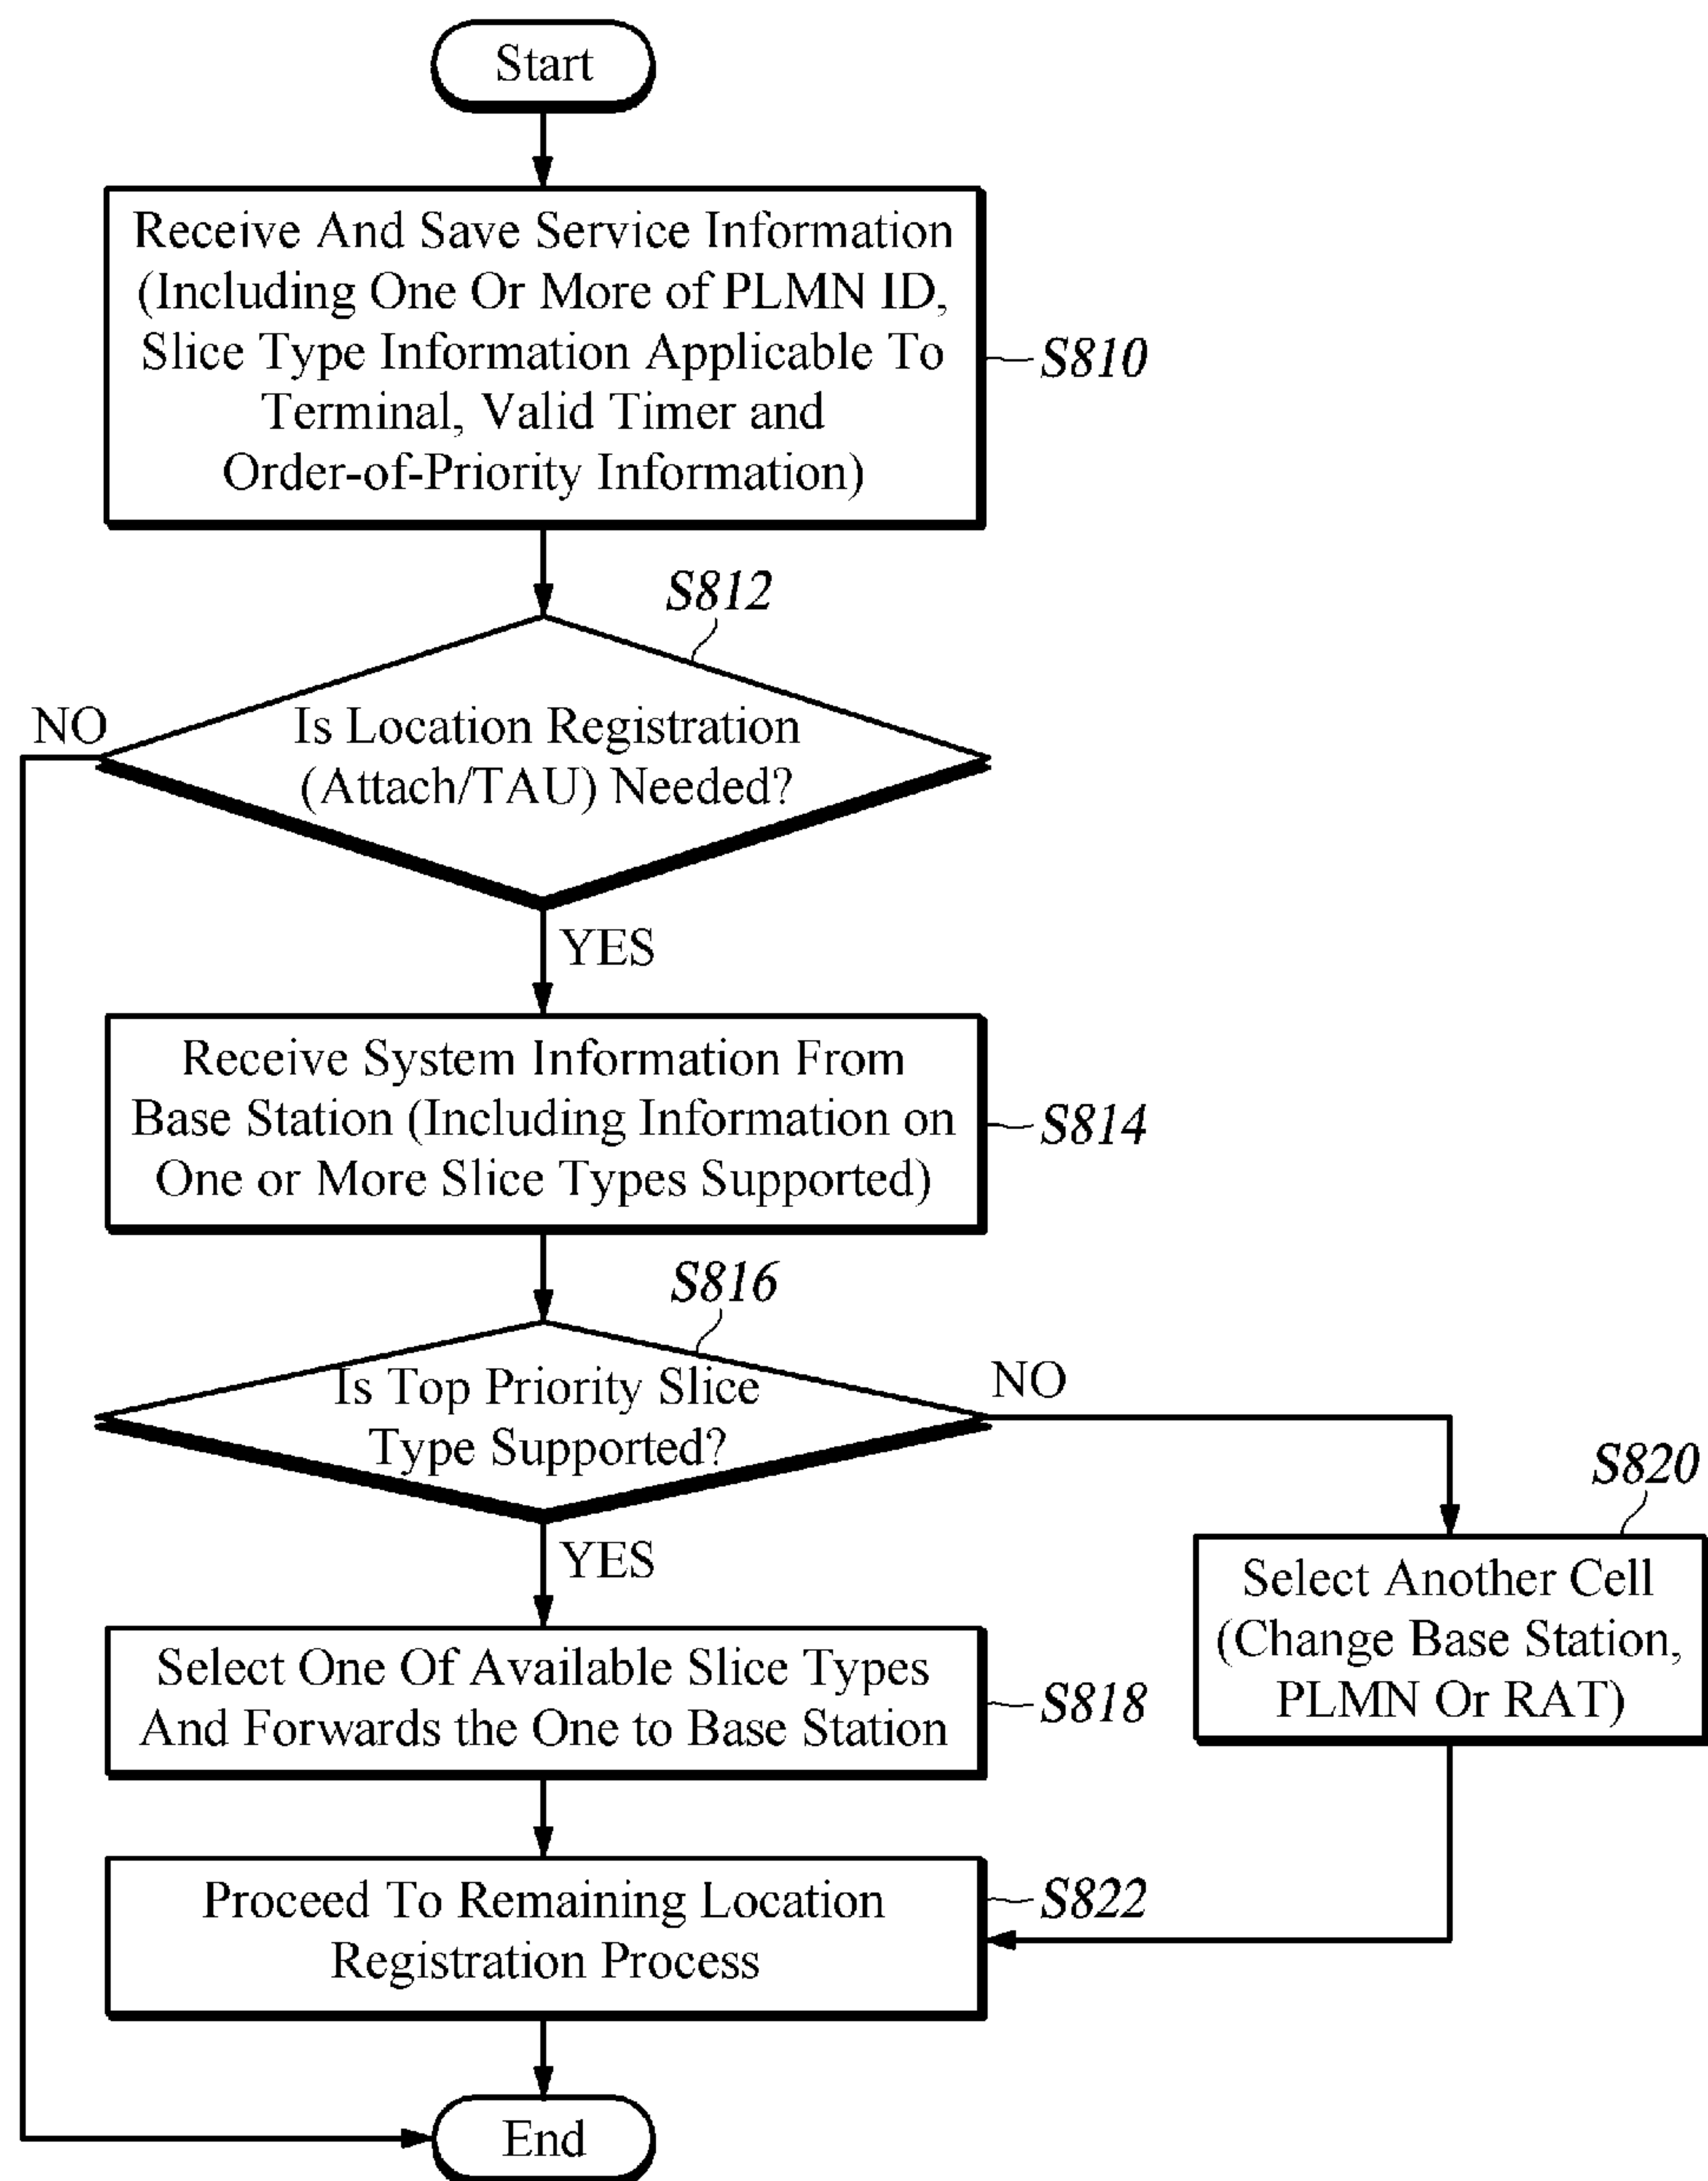 Start
Receive And Save Service Information
(Including One Or More of PLMN ID,
Slice Type Information Applicable To
Terminal, Valid Timer and
Order-of-Priority Information)
S810
S812
NO
Is Location Registration
(Attach/TAU) Needed?
YES
Receive System Information From
Base Station (Including Information on
One or More Slice Types Supported)
S814
S816
Is Top Priority Slice
Type Supported?
NO
S820
YES
Select Another Cell
(Change Base Station,
PLMN Or RAT)
Select One Of Available Slice Types
And Forwards the One to Base Station
S818
Proceed To Remaining Location
Registration Process
S822
End